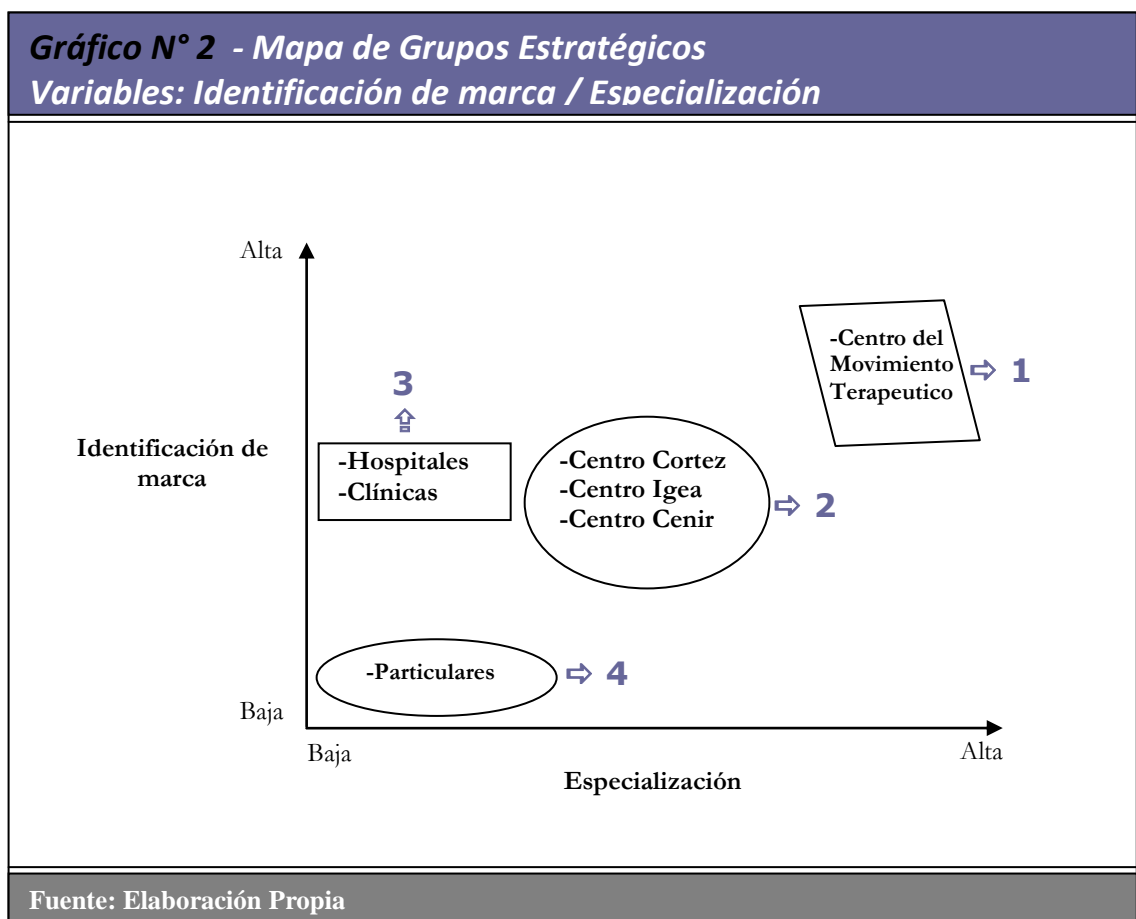 Gráfico N° 2 - Mapa de Grupos Estratégicos
Variables: Identificación de marca / Especialización
Alta
-Centro del
Movimiento
Terapeutico
1
3
Identificación de
marca
-Hospitales
-Clínicas
-Centro Cortez
-Centro Igea
-Centro Cenir
2
-Particulares
4
Baja
Baja
Alta
Especialización
Fuente: Elaboración Propia